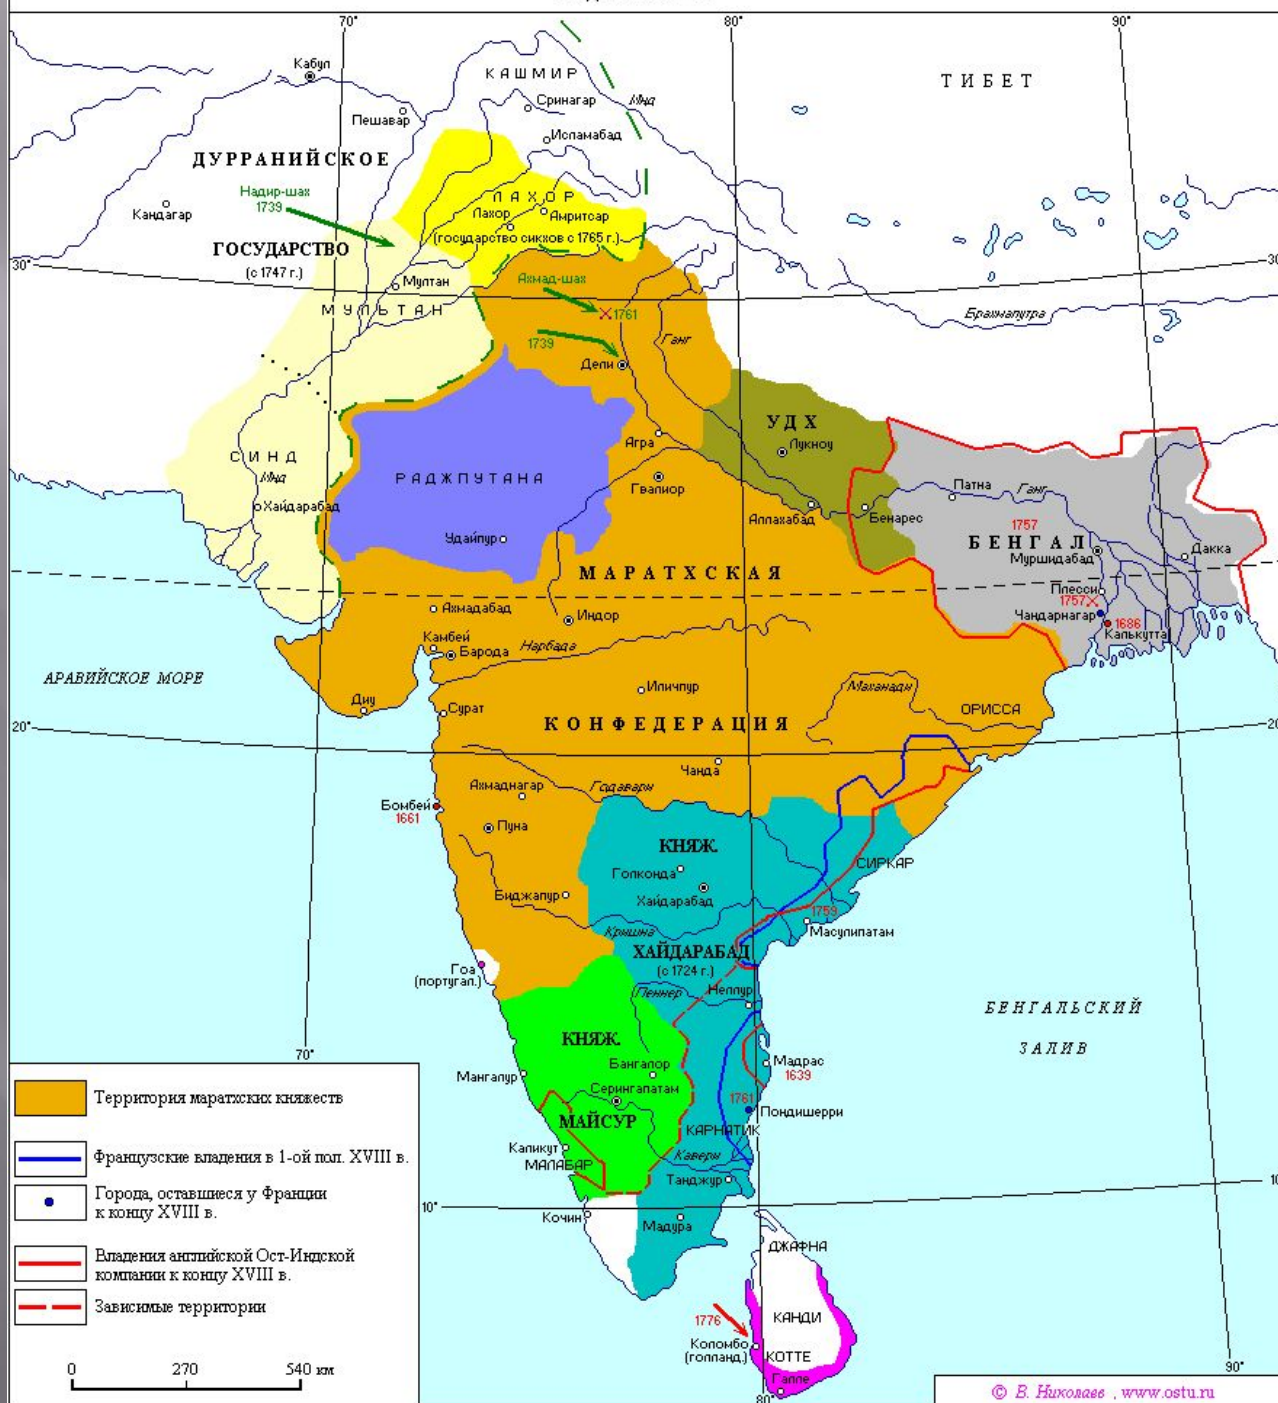 70°
80°
90°
Кабул
КАШМИР
ТИБЕТ
Сринагар
Инд
Пешавар
Исламабад
ДУРРАНИЙСКОЕ
Надир-шах
1739
ЛАХОР
Кандагар
Лахор
Амритсар
(государство сикхов с 1765 г.)
ГОСУДАРСТВО
(с 1747 г.)
30°
30
Мултан
Ахмад-шах
МУЛЬТАН
1761
Брахмапутра
1739
Ганг
Дели
УДХ
Агра
Лукноу
СИНД
Инд
РАДЖПУТАНА
Гвалиор
Патна
Ганг
Хайдарабад
Аллахабад
Бенарес
1757
Удайпур
БЕНГАЛ
Муршидабад
Дакка
МАРАТХСКАЯ
Плесси
1757
Ахмадабад
Индор
Чандарнагар
1686
Калькутта
Камбей
Барода
Нарбада
АРАВИЙСКОЕ МОРЕ
Иличпур
Маханади
Диу
Сурат
ОРИССА
20°
КОНФЕДЕРАЦИЯ
20
Чанда
Ахмаднагар
Годавари
Бомбей
1661
Пуна
КНЯЖ.
СИРКАР
Голконда
Хайдарабад
Биджапур
1759
Кришна
Масулипатам
ХАЙДАРАБАД
(с 1724 г.)
Гоа
(португал.)
Пеннер
Неллур
БЕНГАЛЬСКИЙ
ЗАЛИВ
КНЯЖ.
70°
Бангалор
Мадрас
1639
Мангалур
Серингапатам
1761
Пондишерри
МАЙСУР
КАРНАТИК
Каликут
МАЛАБАР
Кавери
Танджур
10°
10
Кочин
Мадура
ДЖАФНА
1776
КАНДИ
Коломбо
(голланд.)
КОТТЕ
Галле
80°
90°
Территория маратхских княжеств
Французские владения в 1-ой пол. XVIII в.
Города, оставшиеся у Франции
к концу XVIII в.
Владения английской Ост-Индской
компании к концу XVIII в.
Зависимые территории
0 270 540 км
© В. Николаев , www.ostu.ru